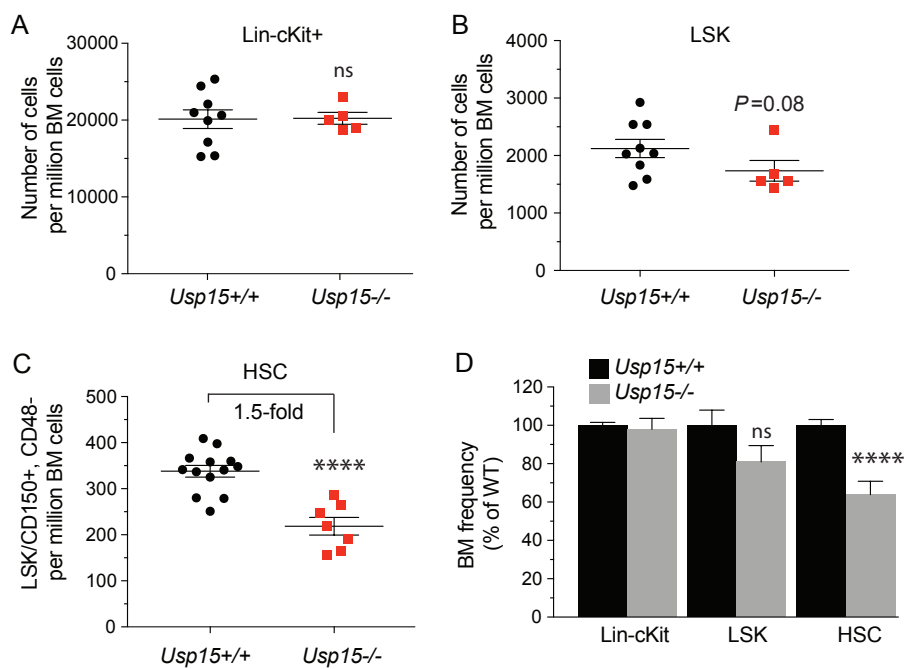 A
Lin-cKit+
30000
20000
10000
0
Number of cells
per million BM cells
ns
Usp15+/+
Usp15-/-
B
LSK
4000
3000
2000
1000
0
Number of cells
per million BM cells
P=0.08
Usp15+/+
Usp15-/-
C
HSC
1.5-fold
500
400
300
200
100
0
LSK/CD150+, CD48-
per million BM cells
****
Usp15+/+
Usp15-/-
D
Usp15+/+
Usp15-/-
120
100
80
60
40
20
0
BM frequency
(% of WT)
ns
****
Lin-cKit
LSK
HSC